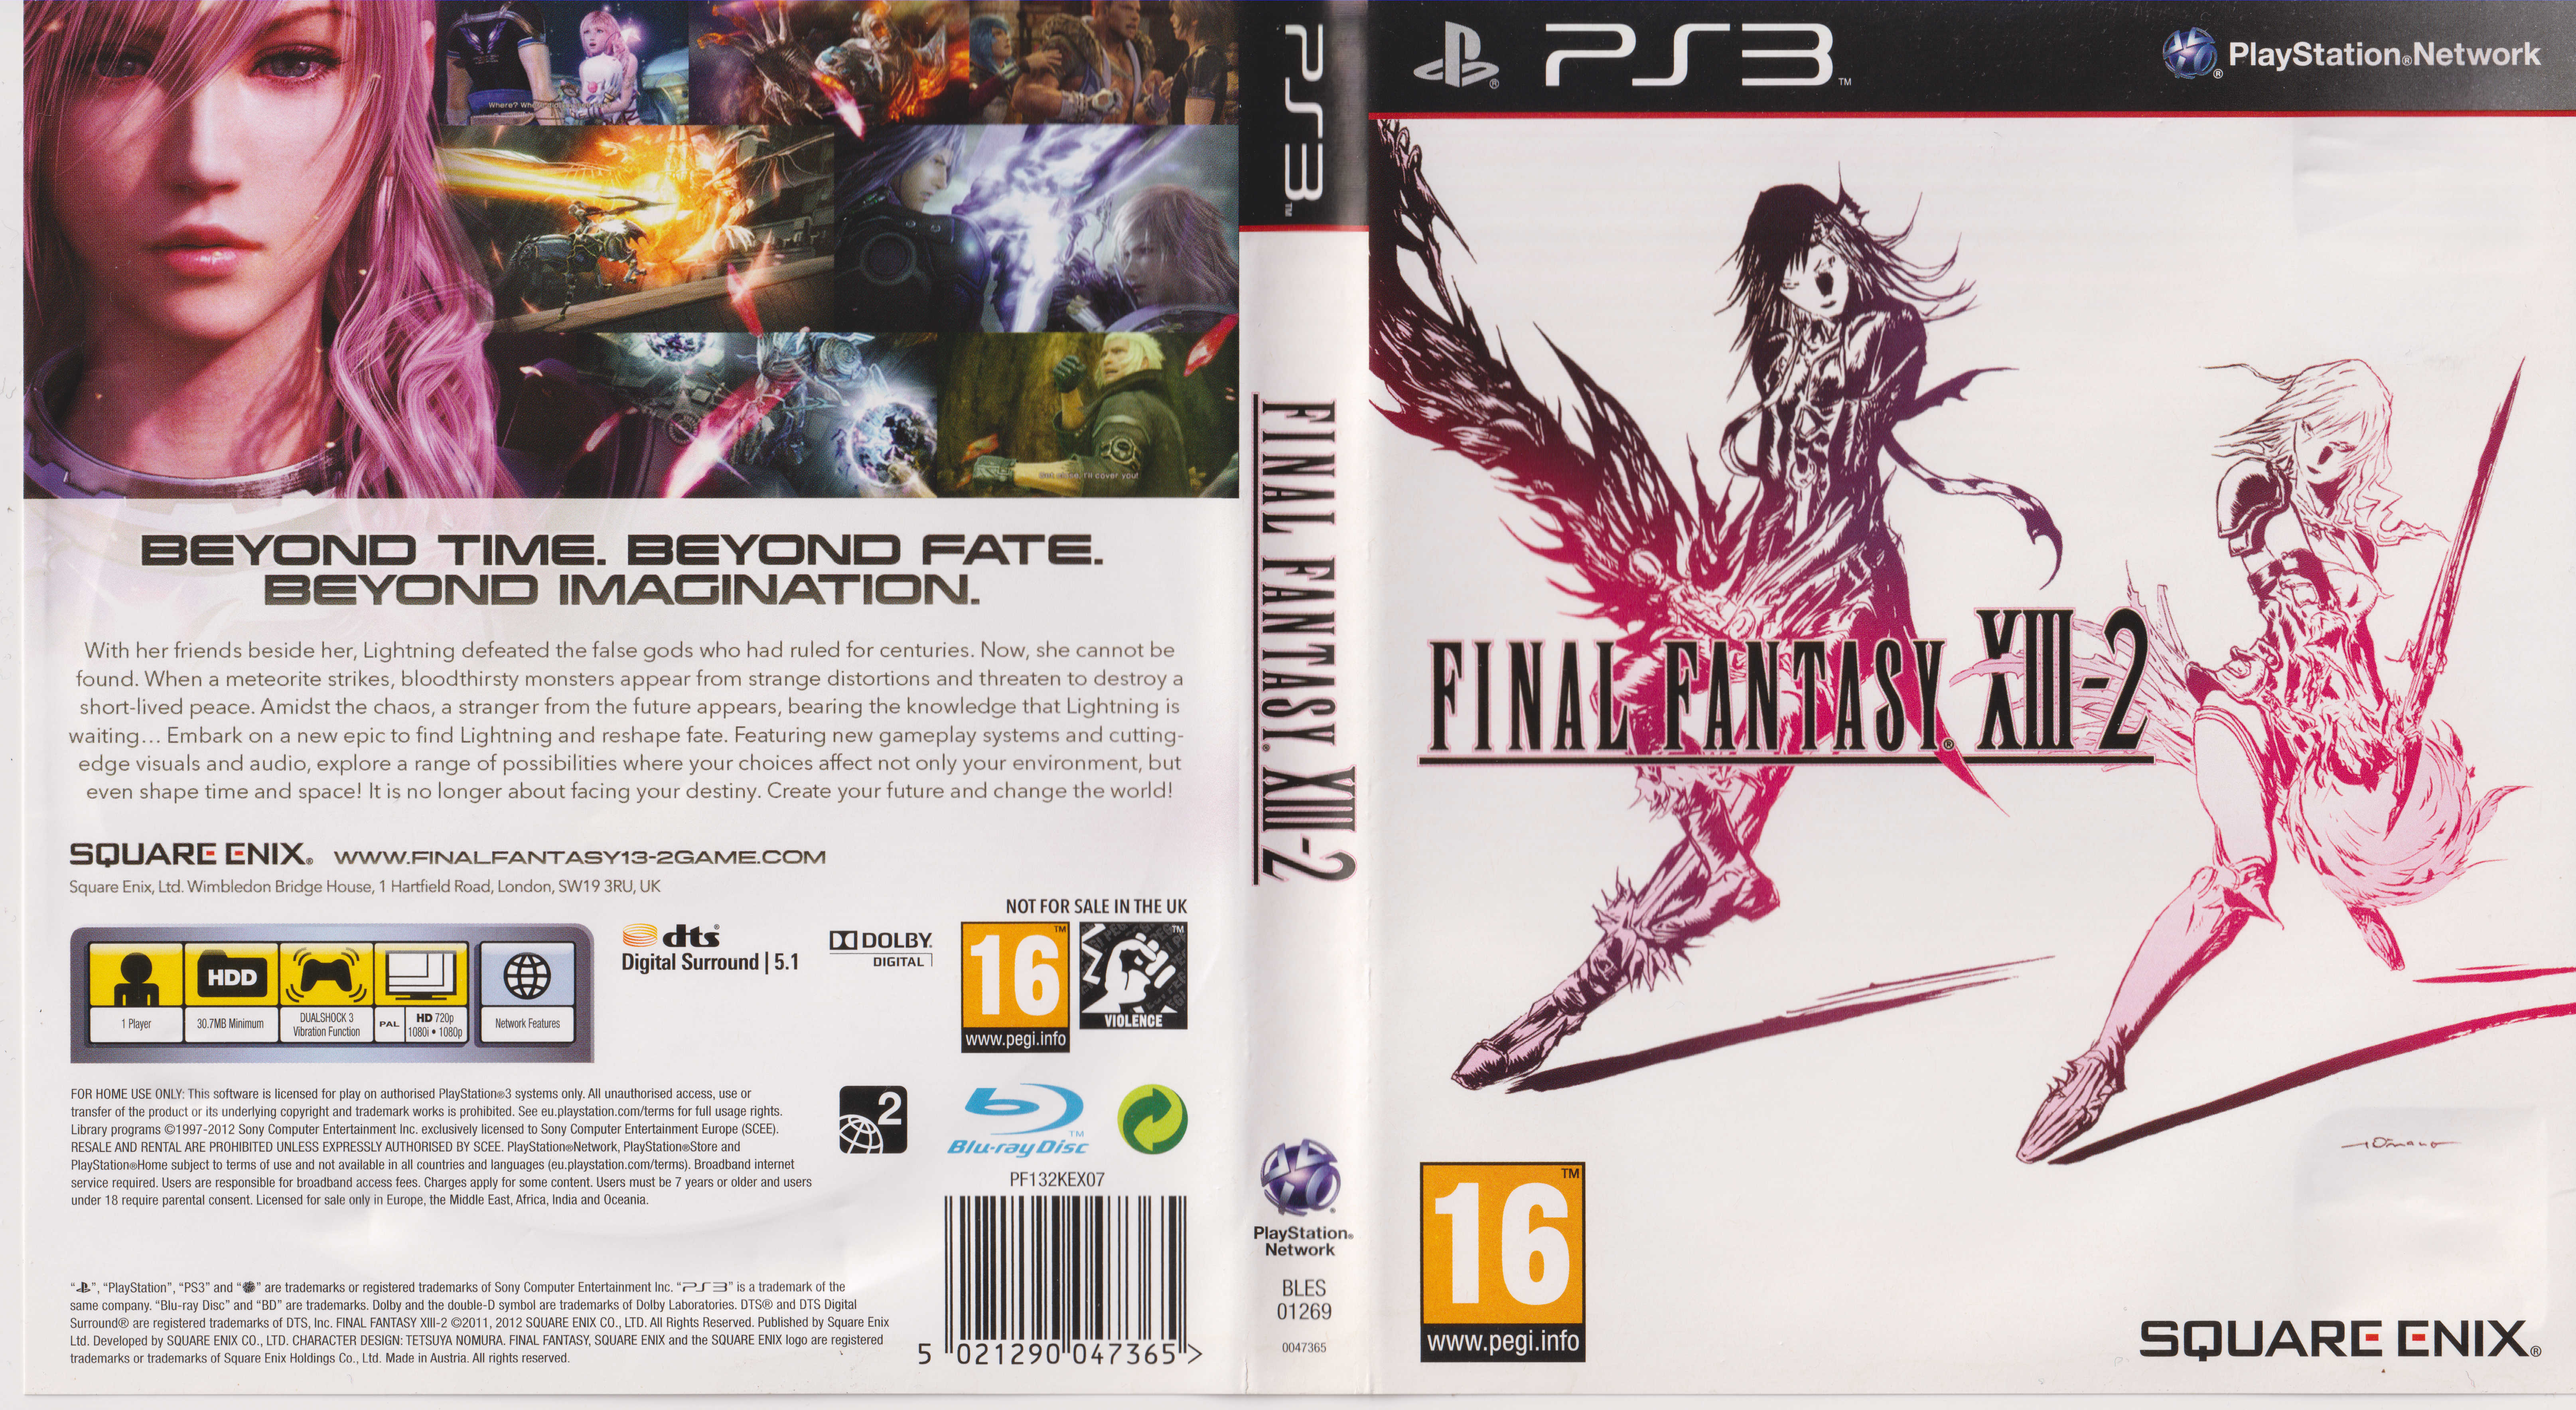 Where?
I'll cover you!
BEYOND TIME. BEYOND FATE.
BEYOND IMAGINATION.
With her friends beside her, Lightning defeated the false gods who had ruled for centuries. Now, she cannot be
found. When a meteorite strikes, bloodthirsty monsters appear from strange distortions and threaten to destroy a
short-lived peace. Amidst the chaos, a stranger from the future appears, bearing the knowledge that Lightning is
waiting... Embark on a new epic to find Lightning and reshape fate. Featuring new gameplay systems and cutting-
edge visuals and audio, explore a range of possibilities where your choices affect not only your environment, but
even shape time and space! It is no longer about facing your destiny. Create your future and change the world!
SQUARE ENIX® WWW.FINALFANTASY13-2GAME.COM
Square Enix, Ltd. Wimbledon Bridge House, 1 Hartfield Road, London, SW19 3RU, UK
NOT FOR SALE IN THE UK
HDD
1 Player
30.7MB Minimum
DUALSHOCK 3
Vibration Function
PAL
HD 720p
1080i • 1080p
Network Features
dts®
Digital Surround | 5.1
DOLBY.
DIGITAL
16™
www.pegi.info
™
VIOLENCE
FOR HOME USE ONLY: This software is licensed for play on authorised PlayStation®3 systems only. All unauthorised access, use or
transfer of the product or its underlying copyright and trademark works is prohibited. See eu.playstation.com/terms for full usage rights.
Library programs ©1997-2012 Sony Computer Entertainment Inc. exclusively licensed to Sony Computer Entertainment Europe (SCEE).
RESALE AND RENTAL ARE PROHIBITED UNLESS EXPRESSLY AUTHORISED BY SCEE. PlayStation®Network, PlayStation®Store and
PlayStation®Home subject to terms of use and not available in all countries and languages (eu.playstation.com/terms). Broadband internet
service required. Users are responsible for broadband access fees. Charges apply for some content. Users must be 7 years or older and users
under 18 require parental consent. Licensed for sale only in Europe, the Middle East, Africa, India and Oceania.
2
Blu-ray Disc™
PF132KEX07
"", "PlayStation", "PS3" and "" are trademarks or registered trademarks of Sony Computer Entertainment Inc. "PS3" is a trademark of the
same company. "Blu-ray Disc" and "BD" are trademarks. Dolby and the double-D symbol are trademarks of Dolby Laboratories. DTS® and DTS Digital
Surround® are registered trademarks of DTS, Inc. FINAL FANTASY XIII-2 ©2011, 2012 SQUARE ENIX CO., LTD. All Rights Reserved. Published by Square Enix
Ltd. Developed by SQUARE ENIX CO., LTD. CHARACTER DESIGN: TETSUYA NOMURA. FINAL FANTASY, SQUARE ENIX and the SQUARE ENIX logo are registered
trademarks or trademarks of Square Enix Holdings Co., Ltd. Made in Austria. All rights reserved.
5 021290 047365 >
PS3™
FINAL FANTASY® XIII-2
PlayStation®
Network
BLES
01269
0047365
PS3™
PlayStation®Network
FINAL FANTASY® XIII-2
16™
www.pegi.info
SQUARE ENIX®